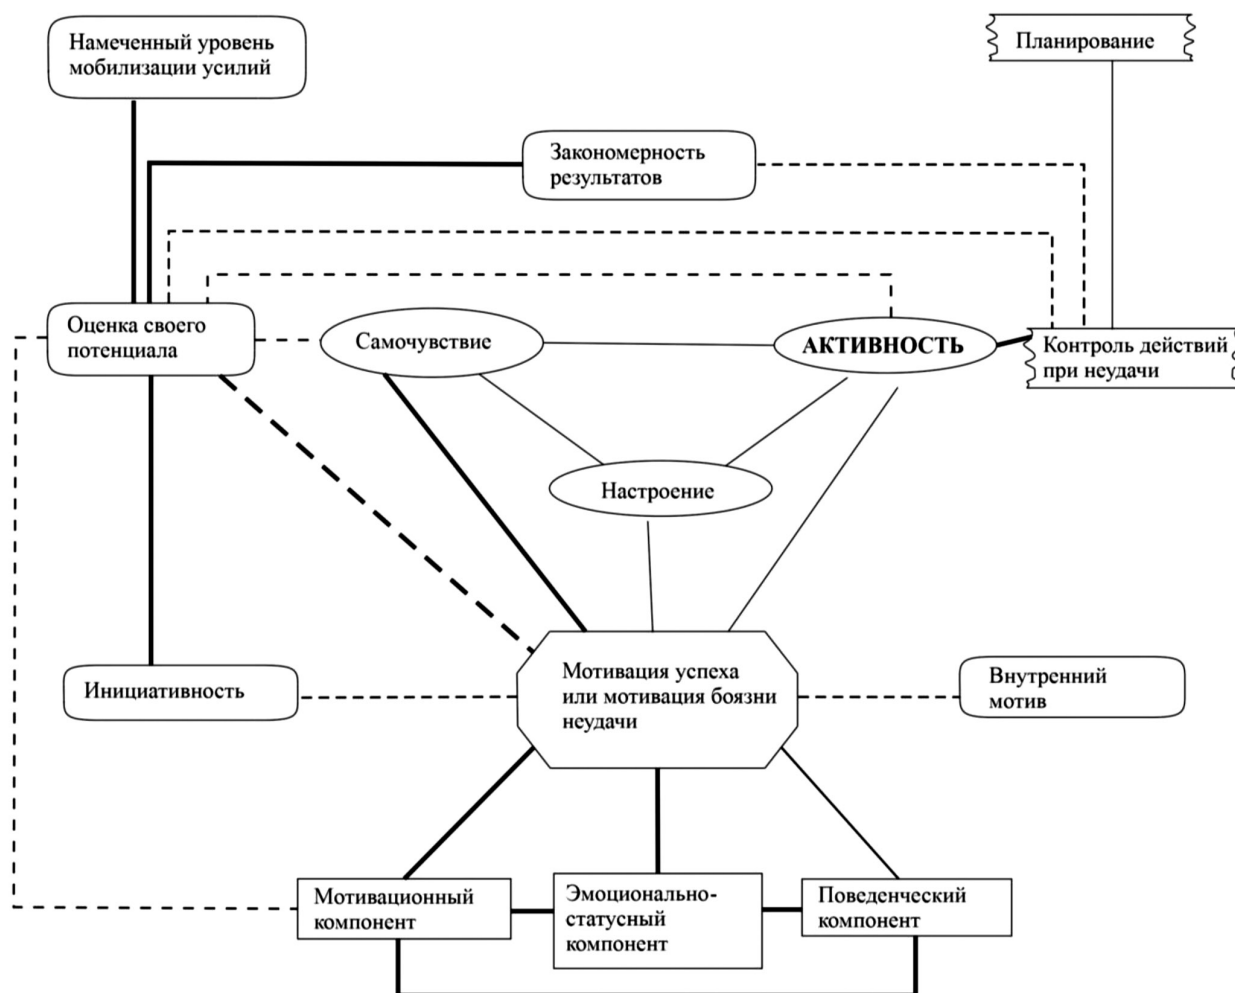 Намеченный уровень
мобилизации усилий
Планирование
Закономерность
результатов
Оценка своего
потенциала
Самочувствие
АКТИВНОСТЬ
Контроль действий
при неудачи
Настроение
Инициативность
Мотивация успеха
или мотивация боязни
неудачи
Внутренний
мотив
Мотивационный
компонент
Эмоционально-
статусный
компонент
Поведенческий
компонент